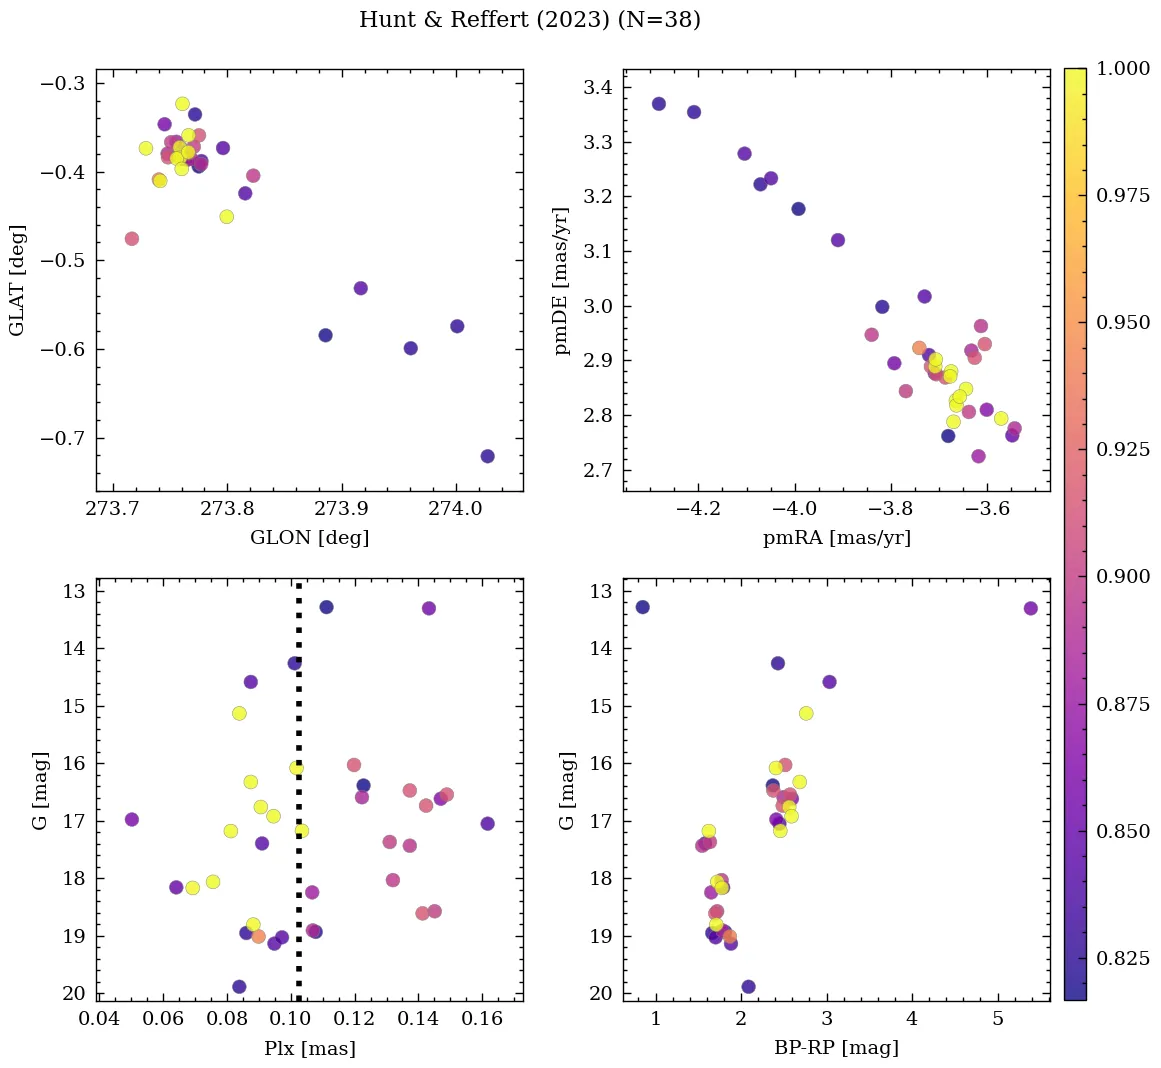 Hunt & Reffert (2023) (N=38)
−0.3
−0.4
−0.5
−0.6
−0.7
GLAT [deg]
273.7 273.8 273.9 274.0
GLON [deg]
3.4
3.3
3.2
3.1
3.0
2.9
2.8
2.7
pmDE [mas/yr]
−4.2 −4.0 −3.8 −3.6
pmRA [mas/yr]
13
14
15
16
17
18
19
20
G [mag]
0.04 0.06 0.08 0.10 0.12 0.14 0.16
Plx [mas]
13
14
15
16
17
18
19
20
G [mag]
1 2 3 4 5
BP-RP [mag]
1.000
0.975
0.950
0.925
0.900
0.875
0.850
0.825